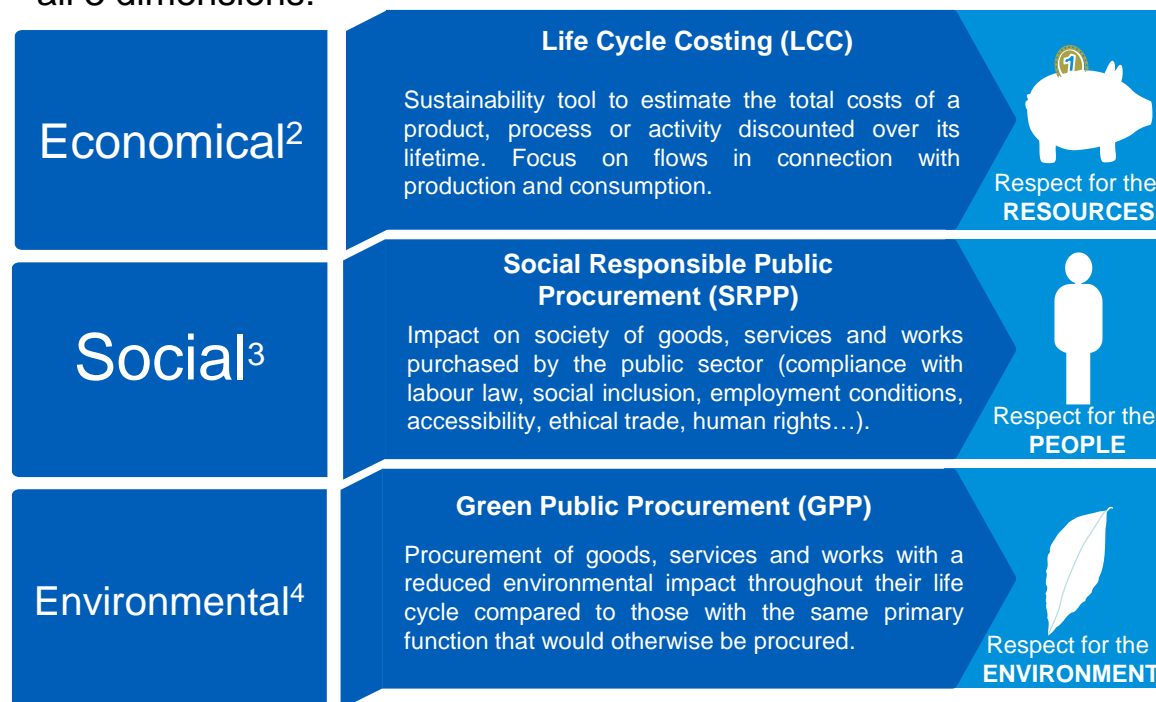 all 3 dimensions.
Economical²
Life Cycle Costing (LCC)
Sustainability tool to estimate the total costs of a
product, process or activity discounted over its
lifetime. Focus on flows in connection with
production and consumption.
1
Respect for the
RESOURCES
Social³
Social Responsible Public
Procurement (SRPP)
Impact on society of goods, services and works
purchased by the public sector (compliance with
labour law, social inclusion, employment conditions,
accessibility, ethical trade, human rights…).
Respect for the
PEOPLE
Environmental⁴
Green Public Procurement (GPP)
Procurement of goods, services and works with a
reduced environmental impact throughout their life
cycle compared to those with the same primary
function that would otherwise be procured.
Respect for the
ENVIRONMENT